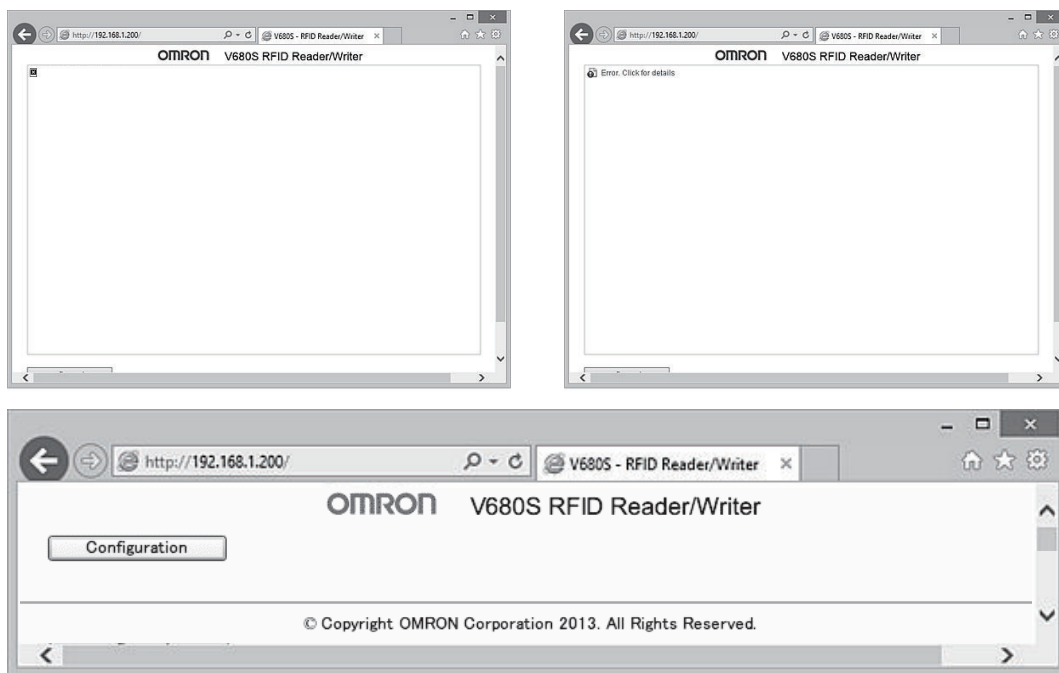 http://192.168.1.200/
V680S - RFID Reader/Writer
OMRON V680S RFID Reader/Writer
http://192.168.1.200/
V680S - RFID Reader/Writer
OMRON V680S RFID Reader/Writer
Error. Click for details
http://192.168.1.200/
V680S - RFID Reader/Writer
OMRON V680S RFID Reader/Writer
Configuration
© Copyright OMRON Corporation 2013. All Rights Reserved.